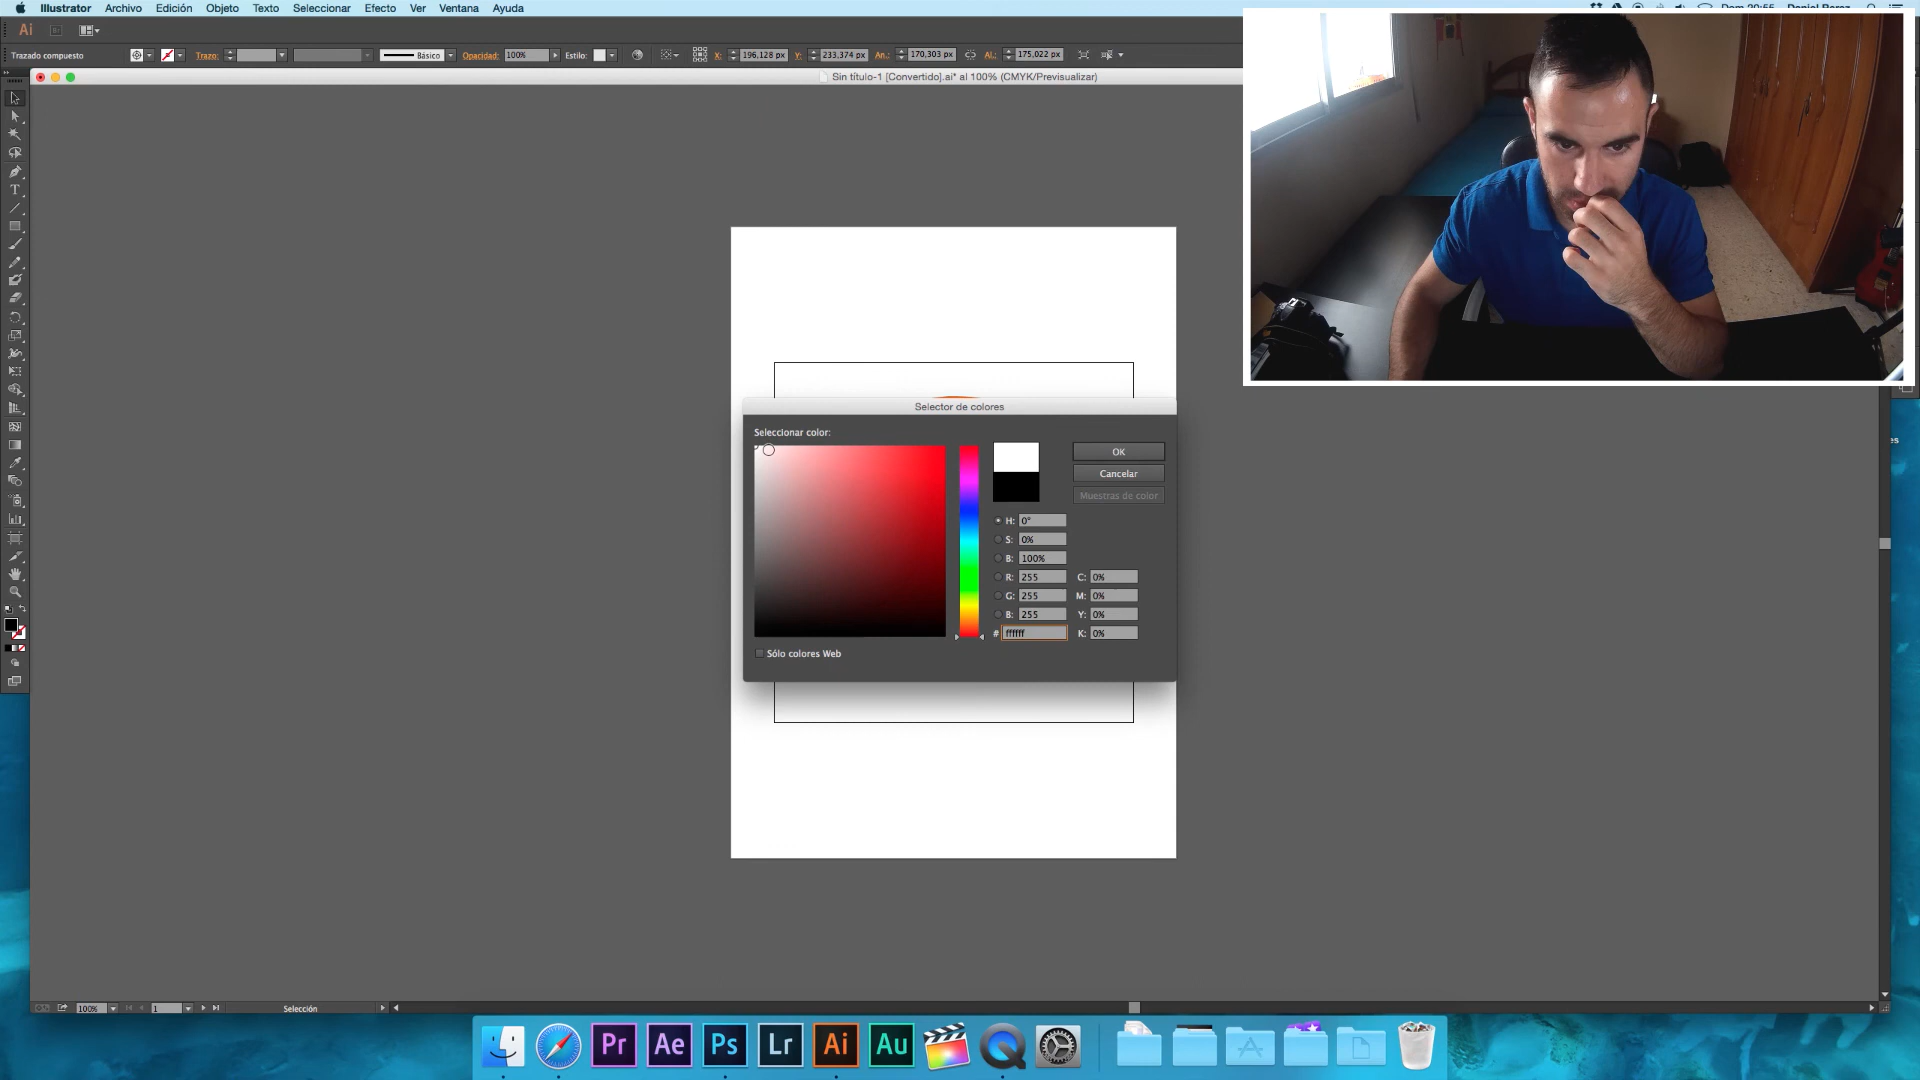 Illustrator Archivo Edición Objeto Texto Seleccionar Efecto Ver Ventana Ayuda
Ai
Trazado compuesto Trazo: Básico Opacidad: 100% Estilo: X: 196,128 px Y: 233,374 px An.: 170,303 px Al.: 175,022 px
Sin título-1 [Convertido].ai* al 100% (CMYK/Previsualizar)
T
Selector de colores
Seleccionar color:
OK
Cancelar
Muestras de color
H: 0°
S: 0%
B: 100%
R: 255 C: 0%
G: 255 M: 0%
B: 255 Y: 0%
# ffffff K: 0%
Sólo colores Web
100% 1 Selección
Pr Ae Ps Lr Ai Au